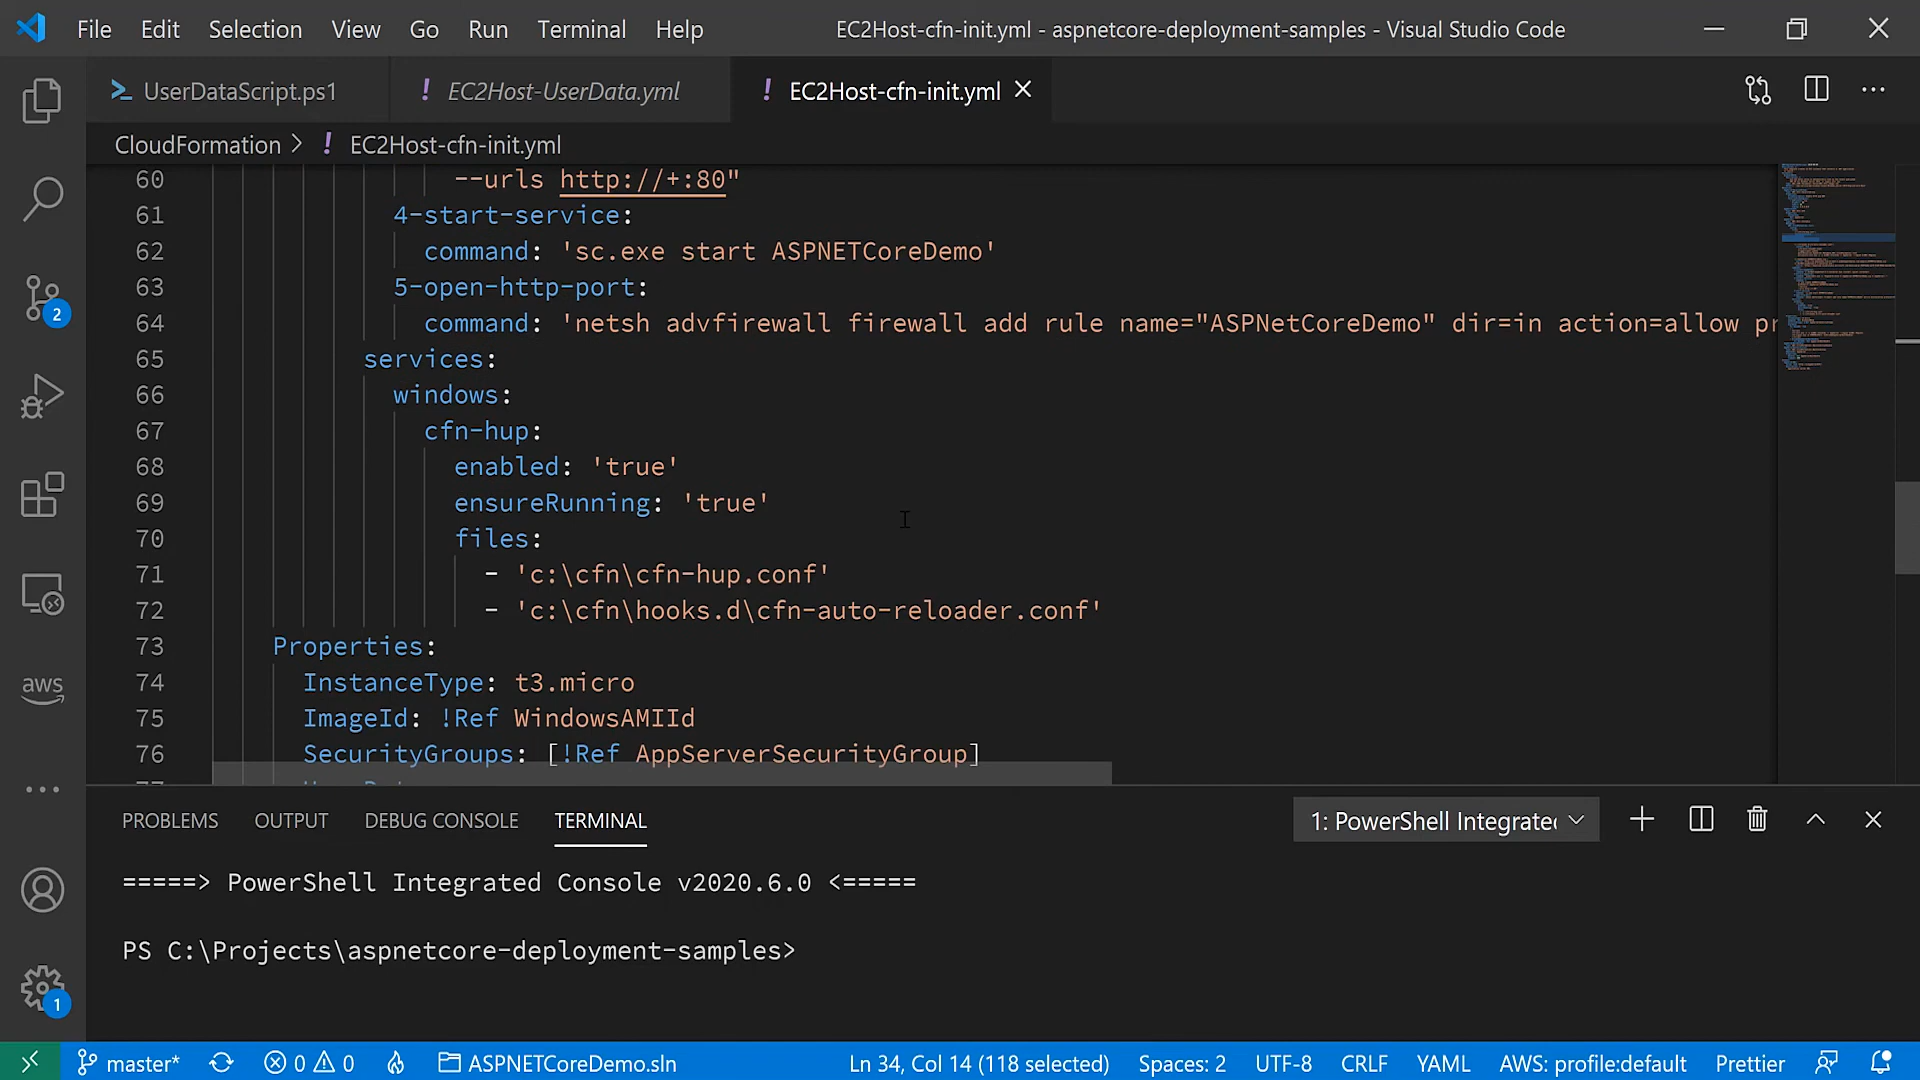 File Edit Selection View Go Run Terminal Help EC2Host-cfn-init.yml - aspnetcore-deployment-samples - Visual Studio Code
UserDataScript.ps1 ! EC2Host-UserData.yml ! EC2Host-cfn-init.yml
CloudFormation > ! EC2Host-cfn-init.yml
60 --urls http://+:80"
61 4-start-service:
62 command: 'sc.exe start ASPNETCoreDemo'
63 5-open-http-port:
64 command: 'netsh advfirewall firewall add rule name="ASPNetCoreDemo" dir=in action=allow pr
65 services:
66 windows:
67 cfn-hup:
68 enabled: 'true'
69 ensureRunning: 'true'
70 files:
71 - 'c:\cfn\cfn-hup.conf'
72 - 'c:\cfn\hooks.d\cfn-auto-reloader.conf'
73 Properties:
74 InstanceType: t3.micro
75 ImageId: !Ref WindowsAMIId
76 SecurityGroups: [!Ref AppServerSecurityGroup]
2
aws
1
PROBLEMS OUTPUT DEBUG CONSOLE TERMINAL 1: PowerShell Integrated
=====> PowerShell Integrated Console v2020.6.0 <=====
PS C:\Projects\aspnetcore-deployment-samples>
master* 0 0 ASPNETCoreDemo.sln Ln 34, Col 14 (118 selected) Spaces: 2 UTF-8 CRLF YAML AWS: profile:default Prettier